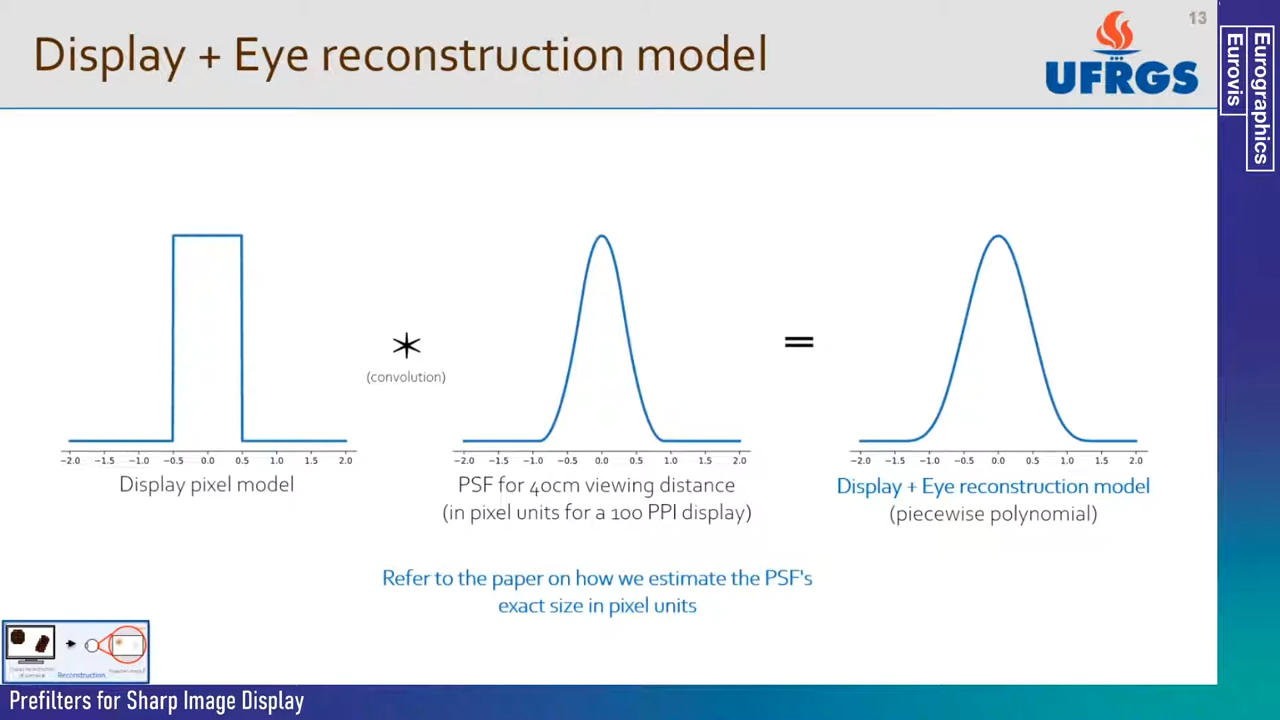 Display + Eye reconstruction model
13
UFRGS
Eurographics
Eurovis
*
(convolution)
=
−2.0 −1.5 −1.0 −0.5 0.0 0.5 1.0 1.5 2.0
−2.0 −1.5 −1.0 −0.5 0.0 0.5 1.0 1.5 2.0
−2.0 −1.5 −1.0 −0.5 0.0 0.5 1.0 1.5 2.0
Display pixel model
PSF for 40cm viewing distance
(in pixel units for a 100 PPI display)
Display + Eye reconstruction model
(piecewise polynomial)
Refer to the paper on how we estimate the PSF's
exact size in pixel units
Reconstruction
Prefilters for Sharp Image Display